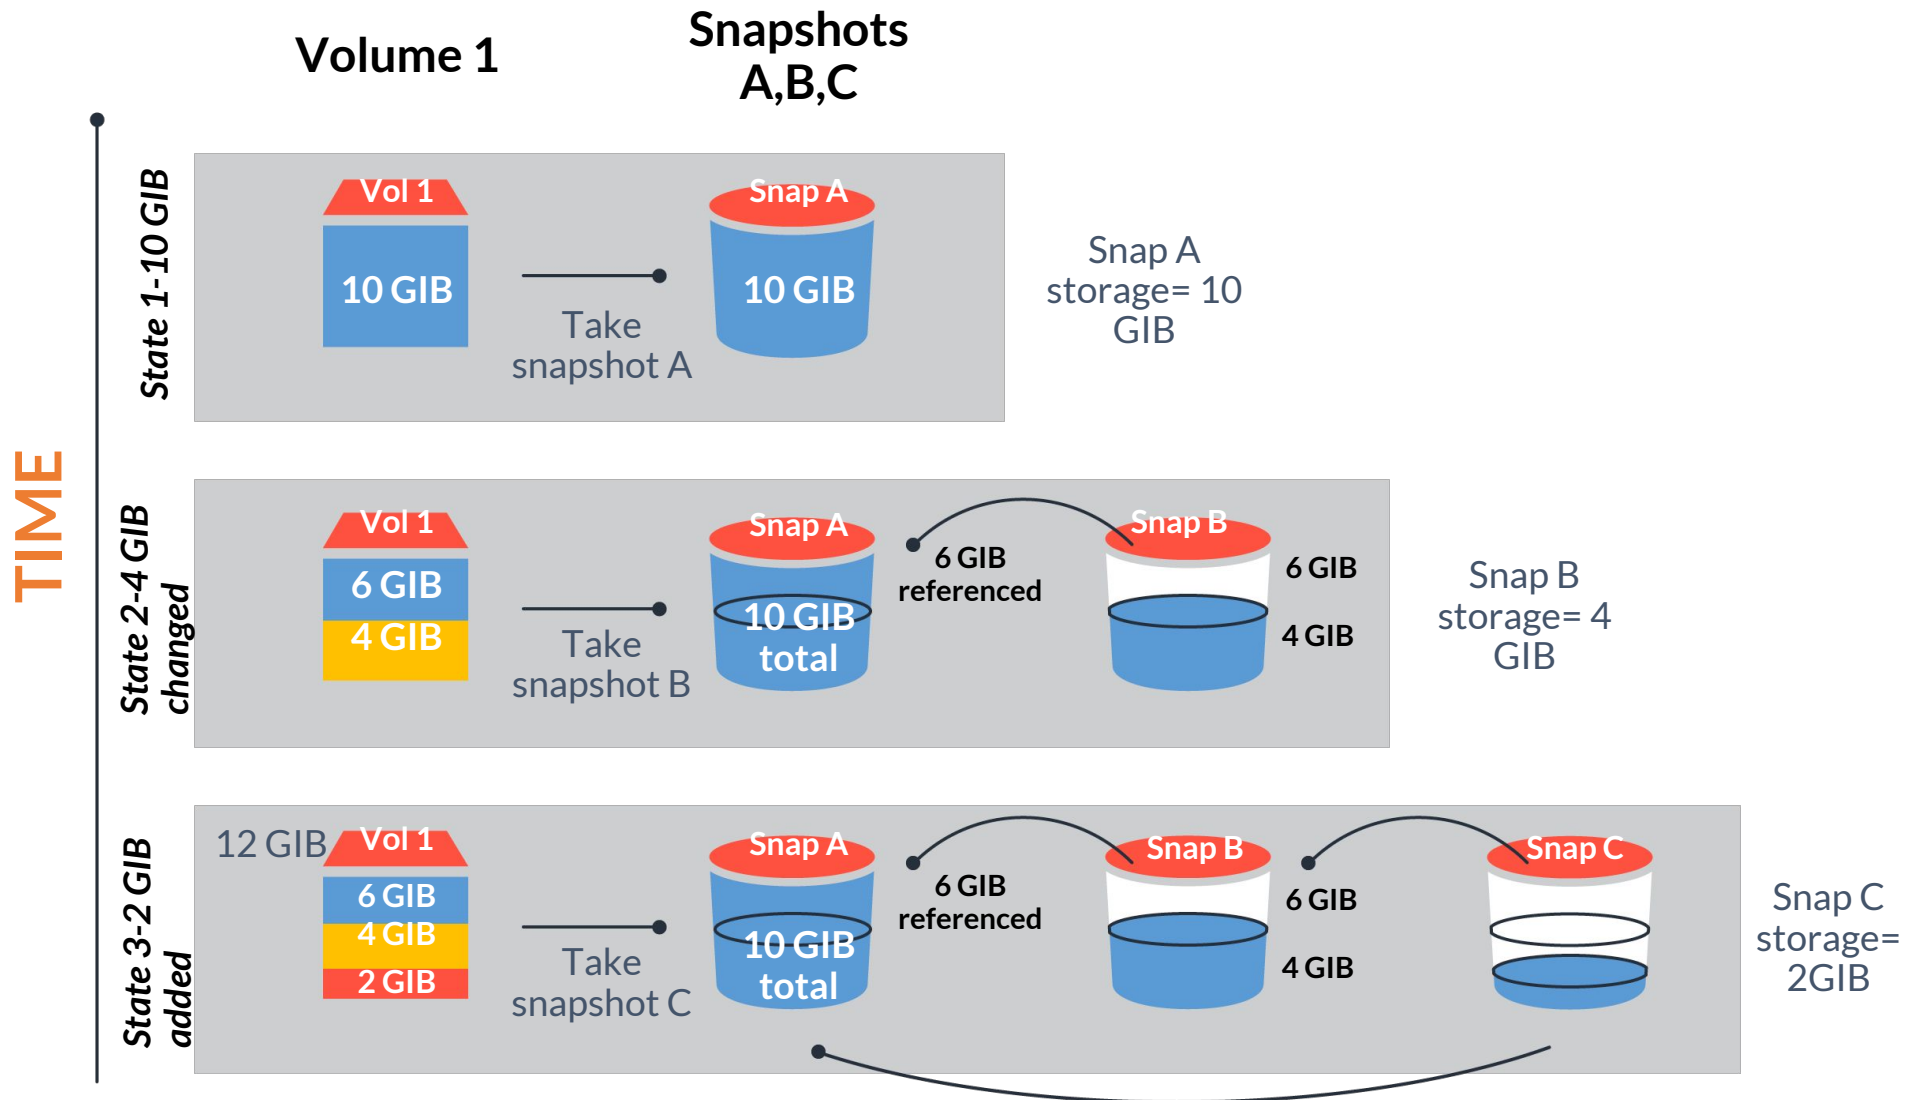 Volume 1
Snapshots
A,B,C
TIME
State 1-10 GIB
Vol 1
10 GIB
Take
snapshot A
Snap A
10 GIB
Snap A
storage= 10
GIB
State 2-4 GIB
changed
Vol 1
6 GIB
4 GIB
Take
snapshot B
Snap A
10 GIB
total
6 GIB
referenced
Snap B
6 GIB
4 GIB
Snap B
storage= 4
GIB
State 3-2 GIB
added
12 GIB
Vol 1
6 GIB
4 GIB
2 GIB
Take
snapshot C
Snap A
10 GIB
total
6 GIB
referenced
Snap B
6 GIB
4 GIB
Snap C
Snap C
storage=
2GIB